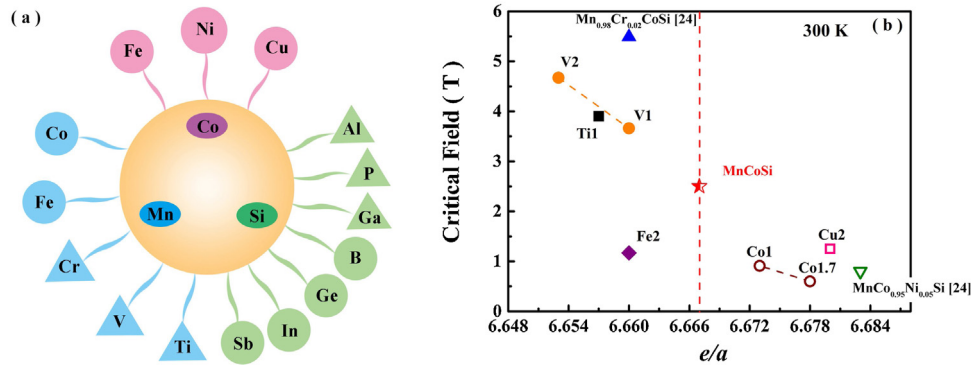 ( a )
Ni
Fe
Cu
Co
Co
Al
Fe
P
Mn
Si
Ga
Cr
B
V
Ge
Ti
In
Sb
( b )
Mn0.98Cr0.02CoSi [24]
300 K
V2
V1
Ti1
MnCoSi
Fe2
Cu2
Co1
Co1.7
MnCo0.95Ni0.05Si [24]
Critical Field ( T )
6
5
4
3
2
1
0
6.648 6.654 6.660 6.666 6.672 6.678 6.684
e/a